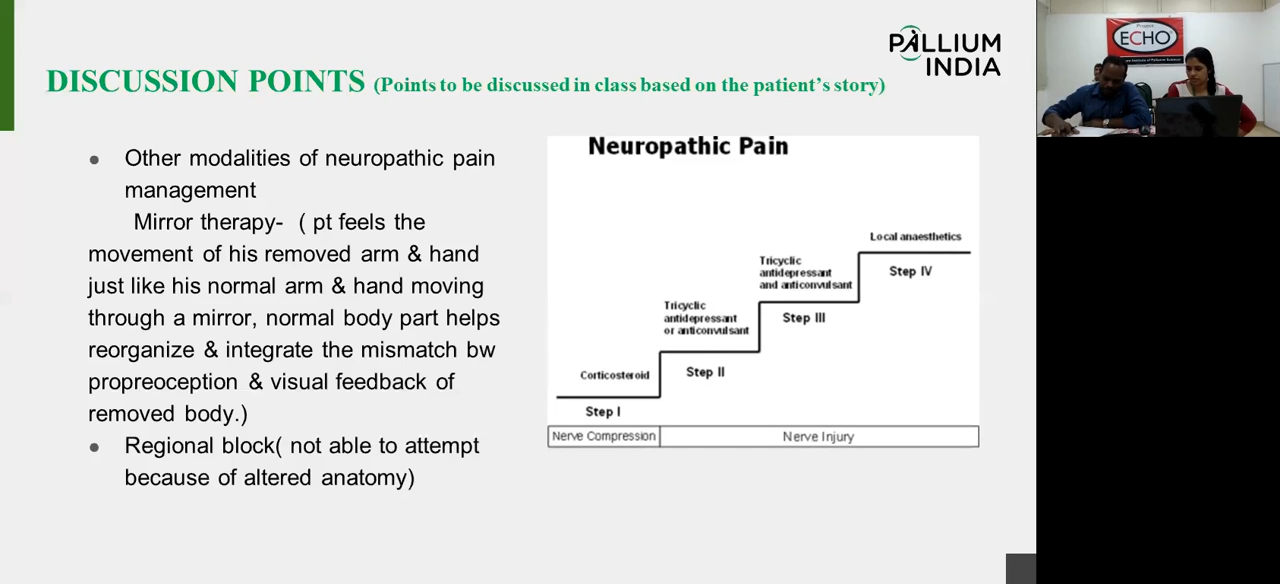 PALLIUM
INDIA
DISCUSSION POINTS (Points to be discussed in class based on the patient's story)
● Other modalities of neuropathic pain
management
Mirror therapy- ( pt feels the
movement of his removed arm & hand
just like his normal arm & hand moving
through a mirror, normal body part helps
reorganize & integrate the mismatch bw
propreoception & visual feedback of
removed body.)
● Regional block( not able to attempt
because of altered anatomy)
Neuropathic Pain
Local anaesthetics
Step IV
Tricyclic
antidepressant
and anticonvulsant
Step III
Tricyclic
antidepressant
or anticonvulsant
Step II
Corticosteroid
Step I
Nerve Compression
Nerve Injury
Project
ECHO